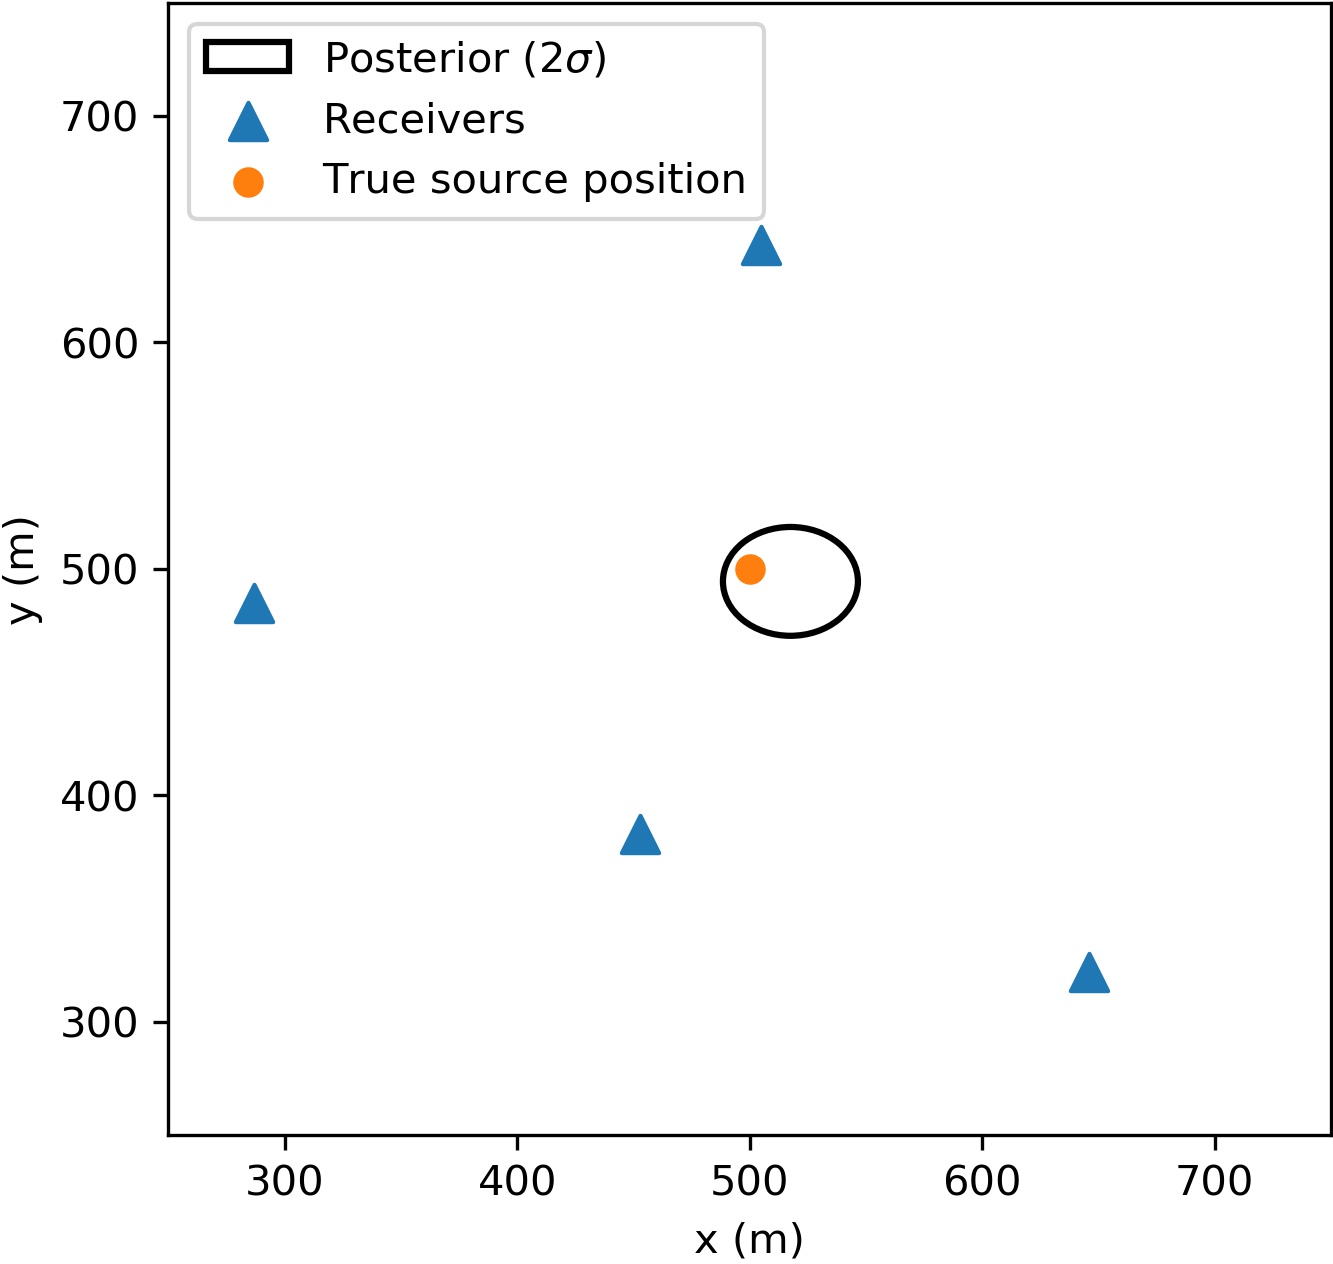 Posterior (2σ)
Receivers
True source position
700
600
500
400
300
y (m)
300 400 500 600 700
x (m)